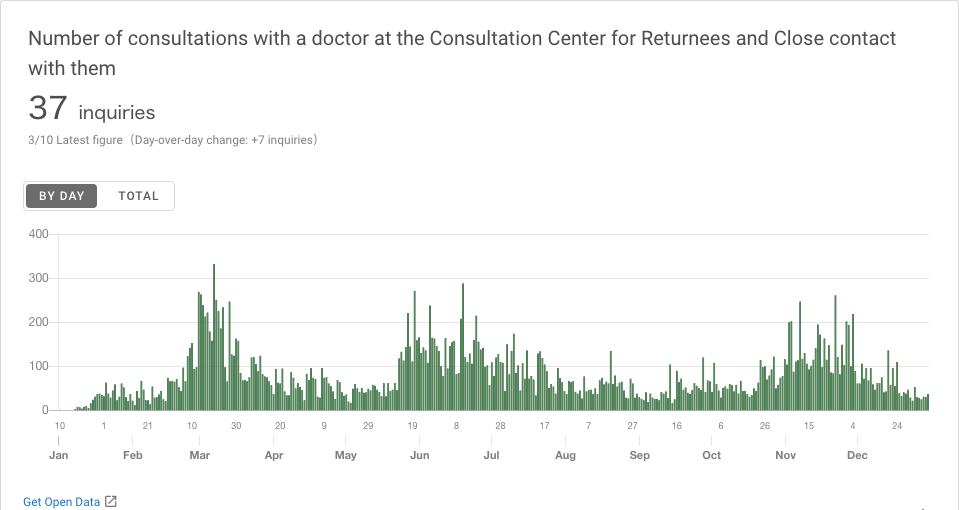 Number of consultations with a doctor at the Consultation Center for Returnees and Close contact
with them
37 inquiries
3/10 Latest figure (Day-over-day change: +7 inquiries)
BY DAY TOTAL
400
300
200
100
0
10 1 21 10 30 20 9 29 19 8 28 17 7 27 16 6 26 15 4 24
Jan Feb Mar Apr May Jun Jul Aug Sep Oct Nov Dec
Get Open Data